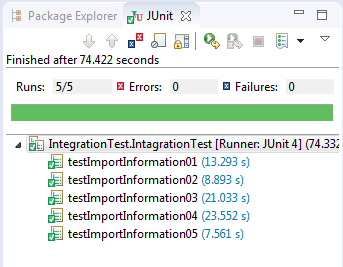 Package Explorer JUnit
Finished after 74.422 seconds
Runs: 5/5 Errors: 0 Failures: 0
IntegrationTest.IntagrationTest [Runner: JUnit 4] (74.332
testImportInformation01 (13.293 s)
testImportInformation02 (8.893 s)
testImportInformation03 (21.033 s)
testImportInformation04 (23.552 s)
testImportInformation05 (7.561 s)